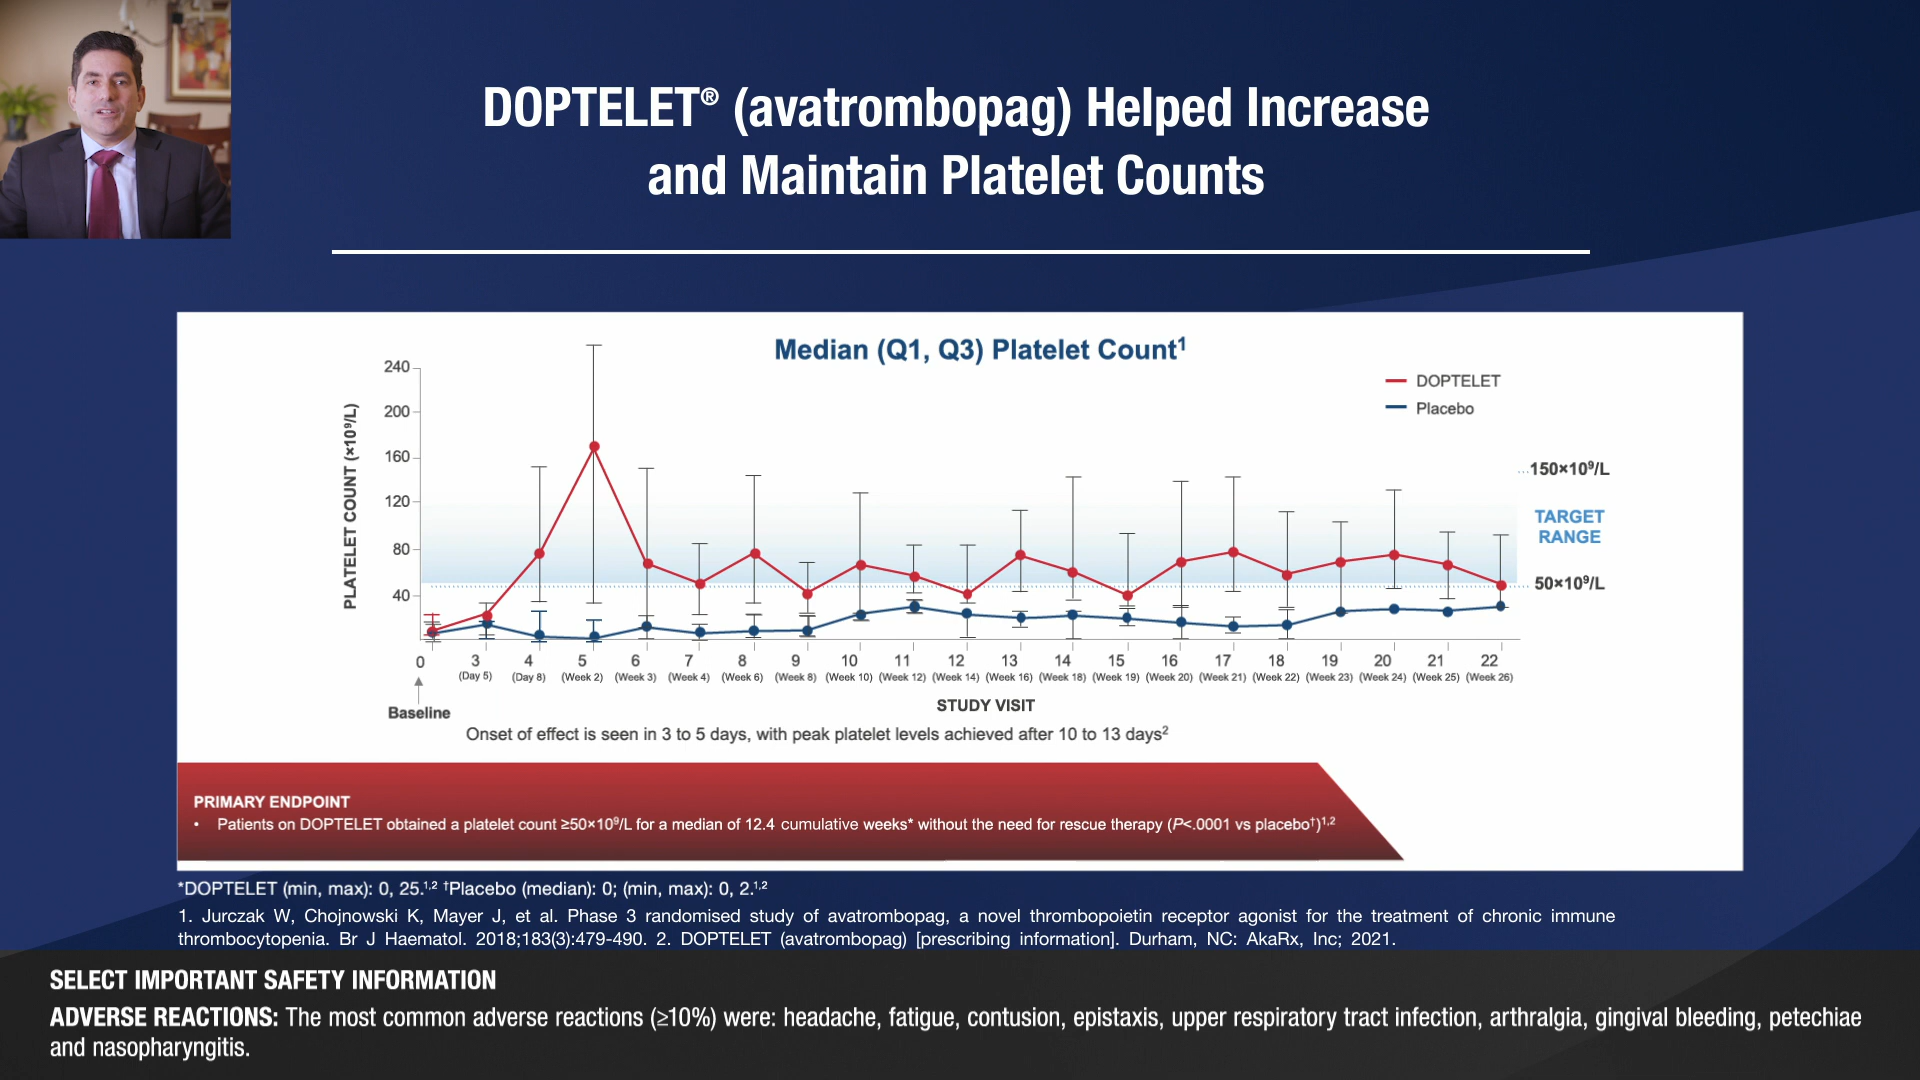 DOPTELET® (avatrombopag) Helped Increase
and Maintain Platelet Counts
Median (Q1, Q3) Platelet Count¹
DOPTELET
Placebo
PLATELET COUNT (×10⁹/L)
240
200
160
120
80
40
150×10⁹/L
TARGET
RANGE
50×10⁹/L
0 3 4 5 6 7 8 9 10 11 12 13 14 15 16 17 18 19 20 21 22
(Day 5) (Day 8) (Week 2) (Week 3) (Week 4) (Week 6) (Week 8) (Week 10) (Week 12) (Week 14) (Week 16) (Week 18) (Week 19) (Week 20) (Week 21) (Week 22) (Week 23) (Week 24) (Week 25) (Week 26)
Baseline
STUDY VISIT
Onset of effect is seen in 3 to 5 days, with peak platelet levels achieved after 10 to 13 days²
PRIMARY ENDPOINT
• Patients on DOPTELET obtained a platelet count ≥50×10⁹/L for a median of 12.4 cumulative weeks* without the need for rescue therapy (P<.0001 vs placebo†)¹,²
*DOPTELET (min, max): 0, 25.¹,² †Placebo (median): 0; (min, max): 0, 2.¹,²
1. Jurczak W, Chojnowski K, Mayer J, et al. Phase 3 randomised study of avatrombopag, a novel thrombopoietin receptor agonist for the treatment of chronic immune
thrombocytopenia. Br J Haematol. 2018;183(3):479-490. 2. DOPTELET (avatrombopag) [prescribing information]. Durham, NC: AkaRx, Inc; 2021.
SELECT IMPORTANT SAFETY INFORMATION
ADVERSE REACTIONS: The most common adverse reactions (≥10%) were: headache, fatigue, contusion, epistaxis, upper respiratory tract infection, arthralgia, gingival bleeding, petechiae
and nasopharyngitis.